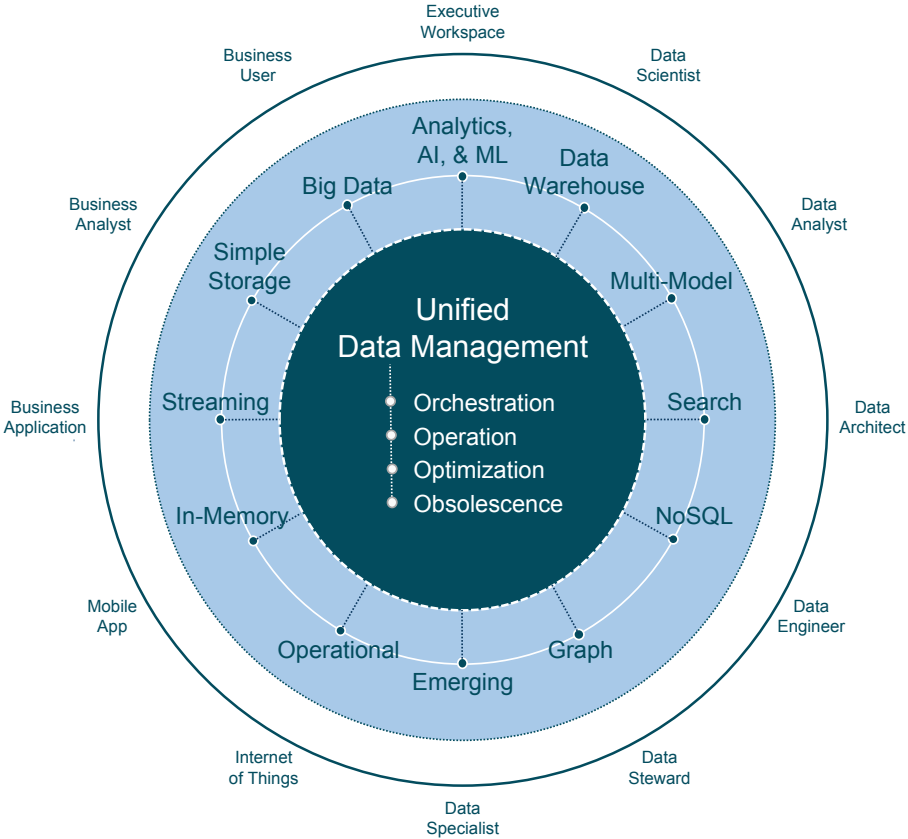 Executive
Workspace
Business
User
Data
Scientist
Analytics,
AI, & ML
Data
Warehouse
Big Data
Business
Analyst
Data
Analyst
Simple
Storage
Multi-Model
Unified
Data Management
Orchestration
Operation
Optimization
Obsolescence
Streaming
Search
Business
Application
Data
Architect
In-Memory
NoSQL
Mobile
App
Data
Engineer
Operational
Graph
Emerging
Internet
of Things
Data
Steward
Data
Specialist